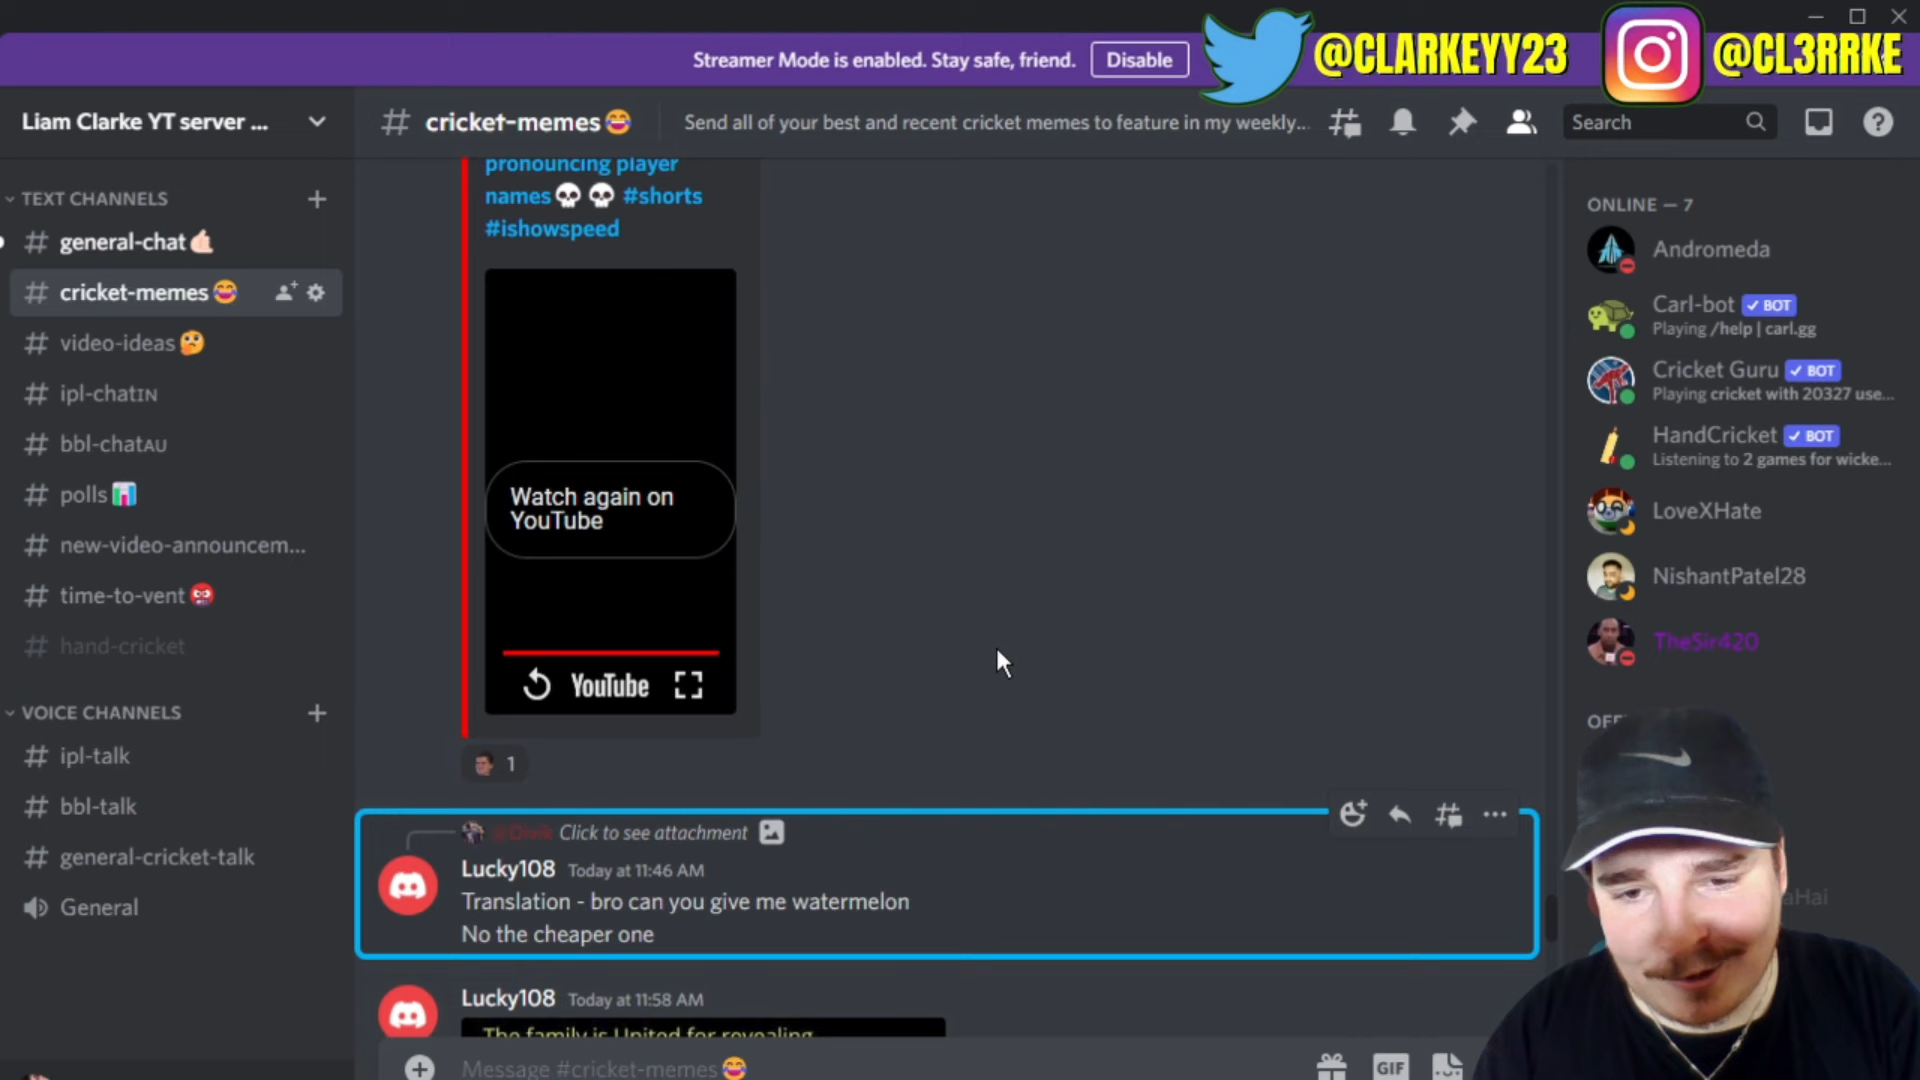 Streamer Mode is enabled. Stay safe, friend.
Disable
@CLARKEYY23
@CL3RRKE
Liam Clarke YT server ...
cricket-memes😂
Send all of your best and recent cricket memes to feature in my weekly...
Search
TEXT CHANNELS
general-chat🤙🏻
cricket-memes😂
video-ideas🤔
ipl-chatIN
bbl-chatAU
polls📊
new-video-announcem...
time-to-vent👹
hand-cricket
VOICE CHANNELS
ipl-talk
bbl-talk
general-cricket-talk
General
pronouncing player
names💀💀 #shorts
#ishowspeed
Watch again on
YouTube
YouTube
1
Click to see attachment
Lucky108 Today at 11:46 AM
Translation - bro can you give me watermelon
No the cheaper one
Lucky108 Today at 11:58 AM
The family is United for revealing
Message #cricket-memes😂
GIF
ONLINE — 7
Andromeda
Carl-bot ✓ BOT
Playing /help | carl.gg
Cricket Guru ✓ BOT
Playing cricket with 20327 use...
HandCricket ✓ BOT
Listening to 2 games for wicke...
LoveXHate
NishantPatel28
TheSir420